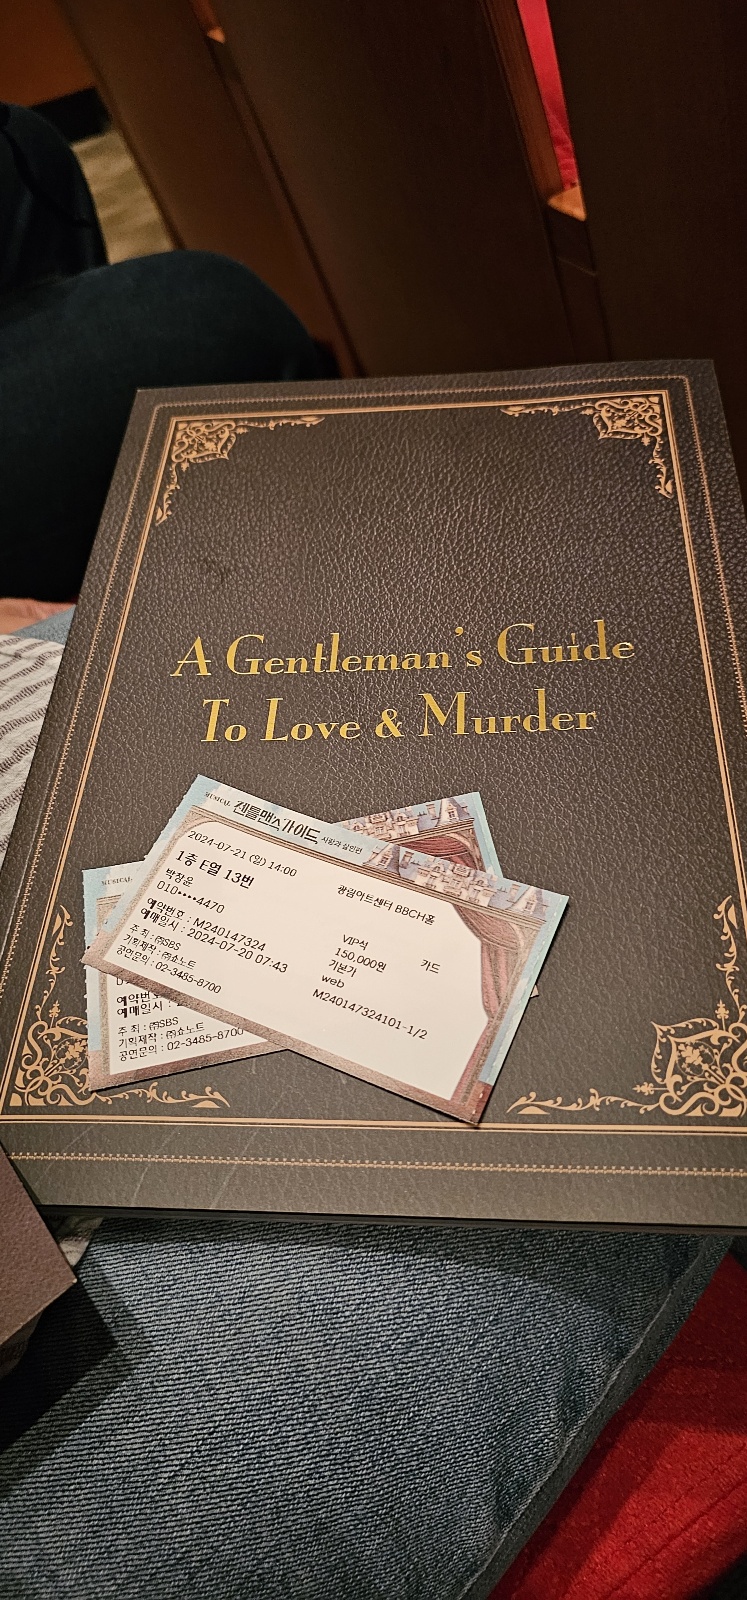 A Gentleman's Guide
To Love & Murder
MUSICAL 젠틀맨스가이드 사랑과 살인편
2024-07-21 (일) 14:00
1층 E열 13번
광림아트센터 BBCH홀
박창윤
010••••4470
예약번호 : M240147324
예매일시 : 2024-07-20 07:43
주 최 : ㈜SBS
기획제작 : ㈜쇼노트
공연문의 : 02-3485-8700
VIP석
150,000원 카드
기본가
web
M240147324101-1/2
MUSICAL
예약번호
예매일시 :
주 최 : ㈜SBS
기획제작 : ㈜쇼노트
공연문의 : 02-3485-8700